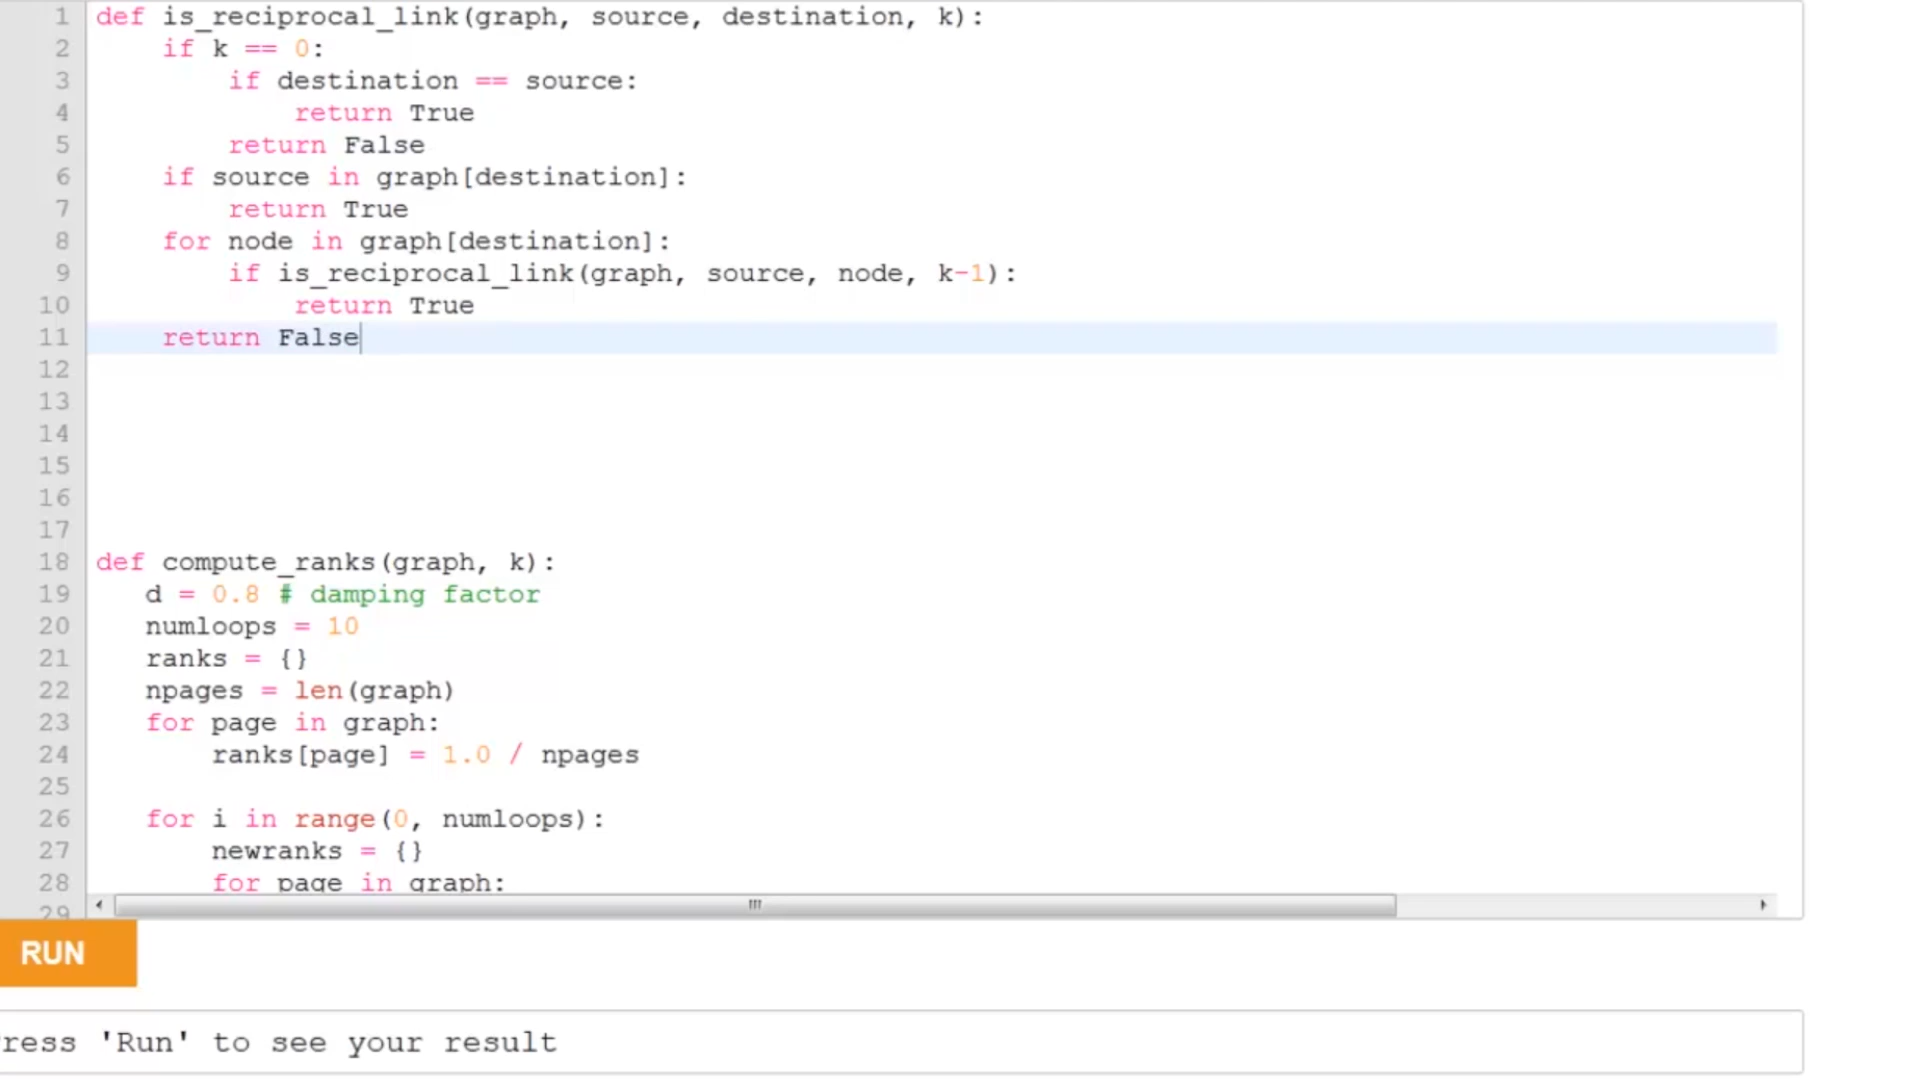 1 def is_reciprocal_link(graph, source, destination, k):
2     if k == 0:
3         if destination == source:
4             return True
5         return False
6     if source in graph[destination]:
7         return True
8     for node in graph[destination]:
9         if is_reciprocal_link(graph, source, node, k-1):
10             return True
11     return False
12
13
14
15
16
17
18 def compute_ranks(graph, k):
19    d = 0.8 # damping factor
20    numloops = 10
21    ranks = {}
22    npages = len(graph)
23    for page in graph:
24        ranks[page] = 1.0 / npages
25
26    for i in range(0, numloops):
27        newranks = {}
28        for page in graph:
29
RUN
ress 'Run' to see your result